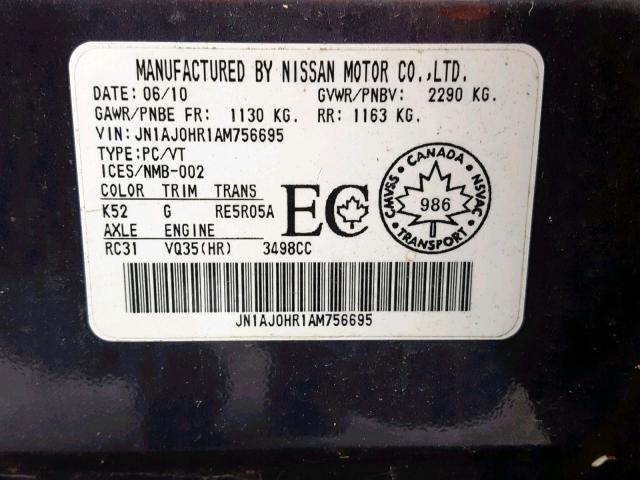 MANUFACTURED BY NISSAN MOTOR CO.,LTD.
DATE: 06/10 GVWR/PNBV: 2290 KG.
GAWR/PNBE FR: 1130 KG. RR: 1163 KG.
VIN: JN1AJ0HR1AM756695
TYPE:PC/VT
ICES/NMB-002
COLOR TRIM TRANS
K52 G RE5R05A
AXLE ENGINE
RC31 VQ35(HR) 3498CC
EC
CANADA
CMVSS
NSVAC
986
TRANSPORT
JN1AJ0HR1AM756695